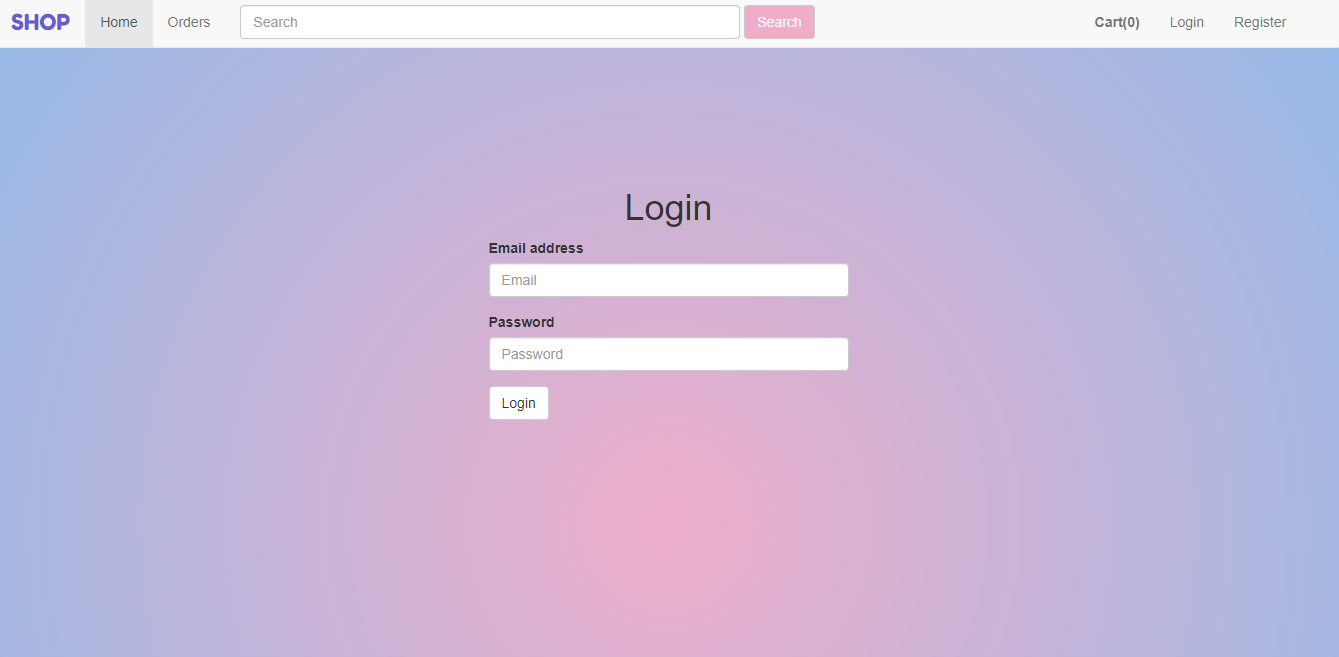 SHOP Home Orders Search Search Cart(0) Login Register
Login
Email address
Email
Password
Password
Login